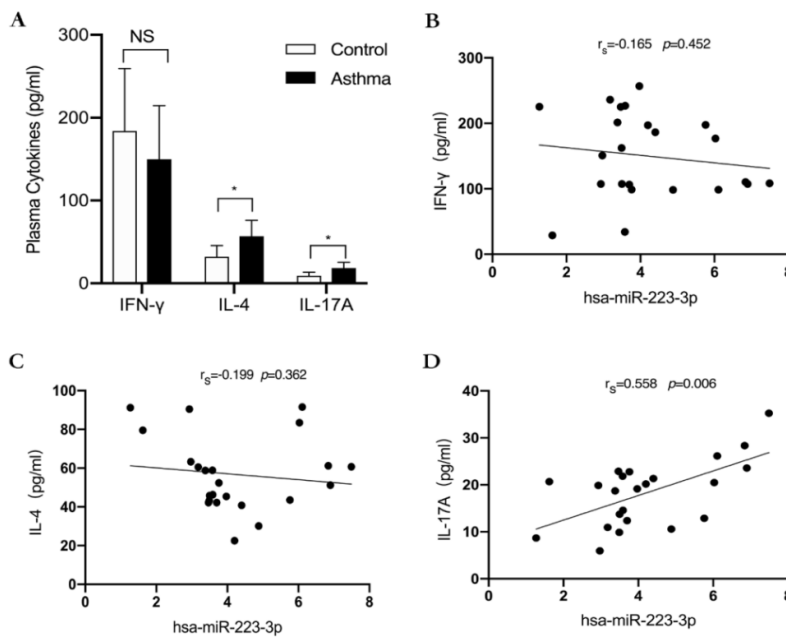 A
Plasma Cytokines (pg/ml)
300
200
100
0
NS
*
*
Control
Asthma
IFN-γ
IL-4
IL-17A
B
rs=-0.165 p=0.452
IFN-γ (pg/ml)
0
100
200
300
0
2
4
6
8
hsa-miR-223-3p
C
rs=-0.199 p=0.362
IL-4 (pg/ml)
100
80
60
40
20
0
0
2
4
6
8
hsa-miR-223-3p
D
rs=0.558 p=0.006
IL-17A (pg/ml)
40
30
20
10
0
0
2
4
6
8
hsa-miR-223-3p